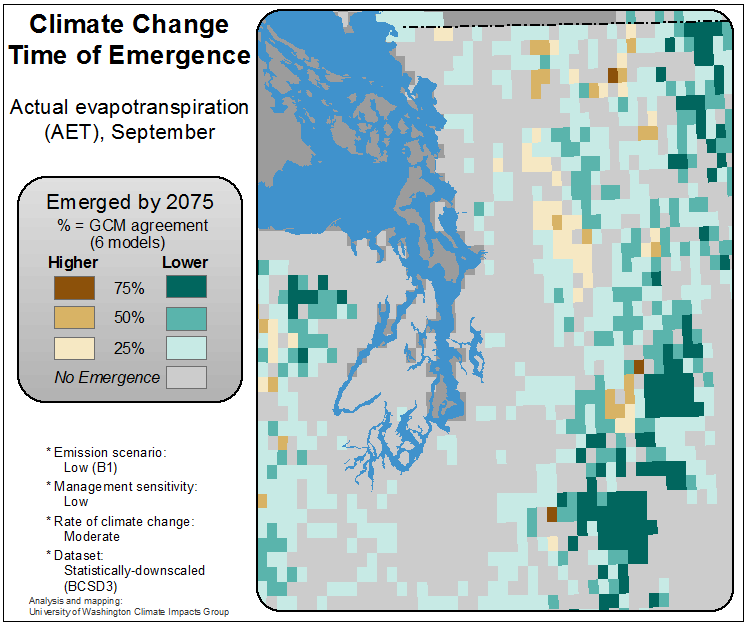 Climate Change
Time of Emergence
Actual evapotranspiration
(AET), September
Emerged by 2075
% = GCM agreement
(6 models)
Higher Lower
75%
50%
25%
No Emergence
* Emission scenario:
Low (B1)
* Management sensitivity:
Low
* Rate of climate change:
Moderate
* Dataset:
Statistically-downscaled
(BCSD3)
Analysis and mapping:
University of Washington Climate Impacts Group